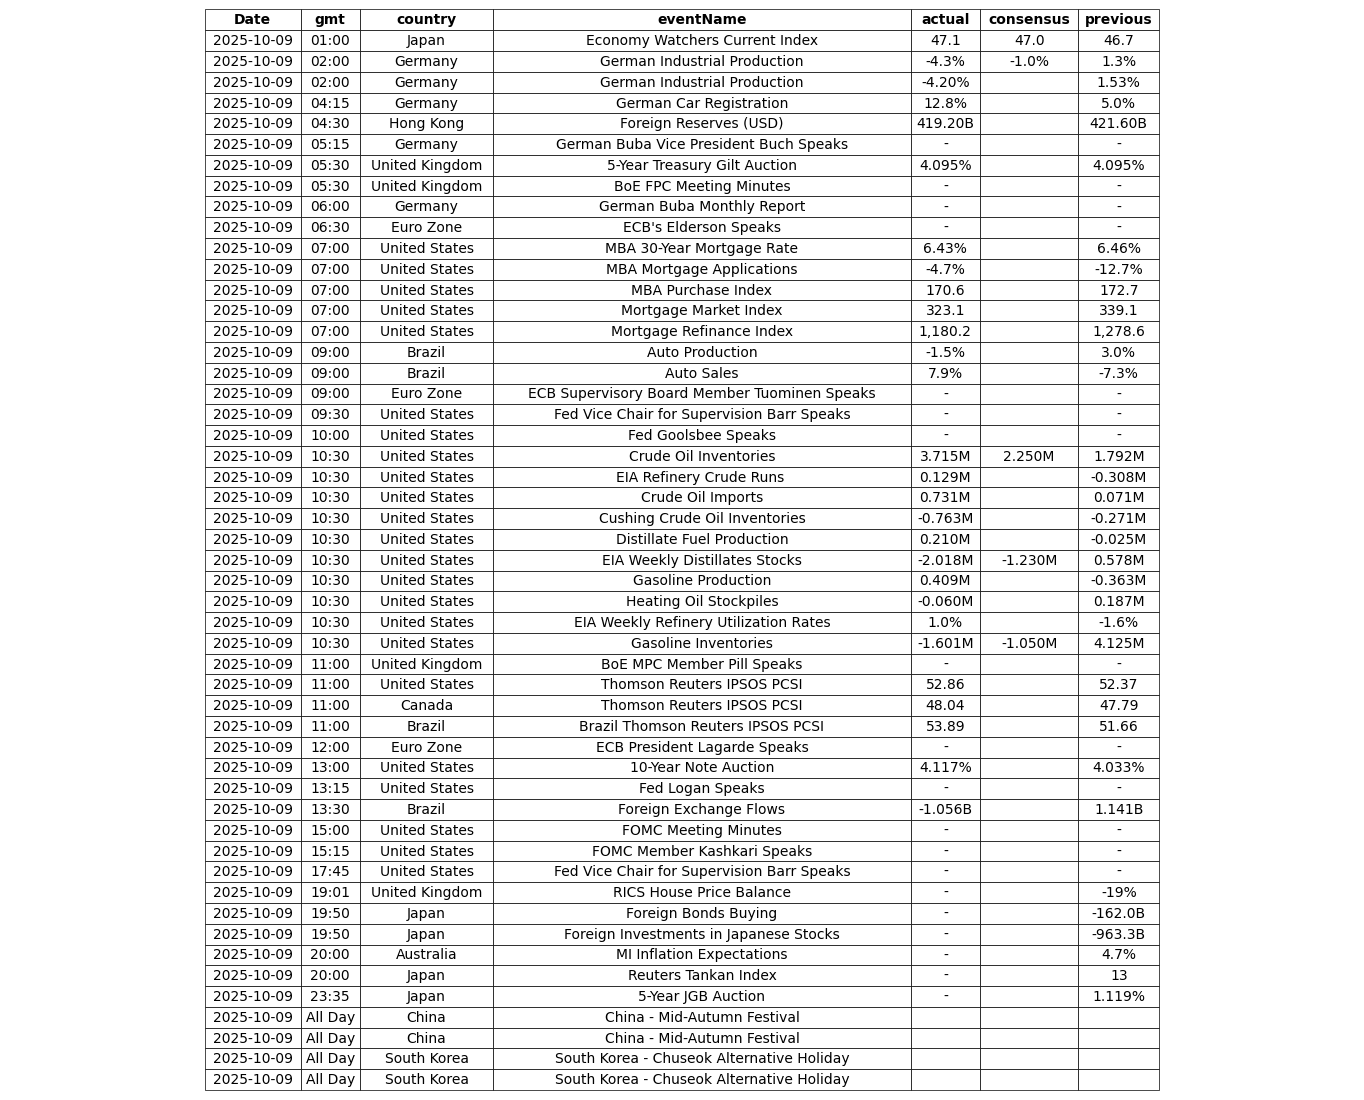 Date gmt country eventName actual consensus previous
2025-10-09 01:00 Japan Economy Watchers Current Index 47.1 47.0 46.7
2025-10-09 02:00 Germany German Industrial Production -4.3% -1.0% 1.3%
2025-10-09 02:00 Germany German Industrial Production -4.20% 1.53%
2025-10-09 04:15 Germany German Car Registration 12.8% 5.0%
2025-10-09 04:30 Hong Kong Foreign Reserves (USD) 419.20B 421.60B
2025-10-09 05:15 Germany German Buba Vice President Buch Speaks - -
2025-10-09 05:30 United Kingdom 5-Year Treasury Gilt Auction 4.095% 4.095%
2025-10-09 05:30 United Kingdom BoE FPC Meeting Minutes - -
2025-10-09 06:00 Germany German Buba Monthly Report - -
2025-10-09 06:30 Euro Zone ECB's Elderson Speaks - -
2025-10-09 07:00 United States MBA 30-Year Mortgage Rate 6.43% 6.46%
2025-10-09 07:00 United States MBA Mortgage Applications -4.7% -12.7%
2025-10-09 07:00 United States MBA Purchase Index 170.6 172.7
2025-10-09 07:00 United States Mortgage Market Index 323.1 339.1
2025-10-09 07:00 United States Mortgage Refinance Index 1,180.2 1,278.6
2025-10-09 09:00 Brazil Auto Production -1.5% 3.0%
2025-10-09 09:00 Brazil Auto Sales 7.9% -7.3%
2025-10-09 09:00 Euro Zone ECB Supervisory Board Member Tuominen Speaks - -
2025-10-09 09:30 United States Fed Vice Chair for Supervision Barr Speaks - -
2025-10-09 10:00 United States Fed Goolsbee Speaks - -
2025-10-09 10:30 United States Crude Oil Inventories 3.715M 2.250M 1.792M
2025-10-09 10:30 United States EIA Refinery Crude Runs 0.129M -0.308M
2025-10-09 10:30 United States Crude Oil Imports 0.731M 0.071M
2025-10-09 10:30 United States Cushing Crude Oil Inventories -0.763M -0.271M
2025-10-09 10:30 United States Distillate Fuel Production 0.210M -0.025M
2025-10-09 10:30 United States EIA Weekly Distillates Stocks -2.018M -1.230M 0.578M
2025-10-09 10:30 United States Gasoline Production 0.409M -0.363M
2025-10-09 10:30 United States Heating Oil Stockpiles -0.060M 0.187M
2025-10-09 10:30 United States EIA Weekly Refinery Utilization Rates 1.0% -1.6%
2025-10-09 10:30 United States Gasoline Inventories -1.601M -1.050M 4.125M
2025-10-09 11:00 United Kingdom BoE MPC Member Pill Speaks - -
2025-10-09 11:00 United States Thomson Reuters IPSOS PCSI 52.86 52.37
2025-10-09 11:00 Canada Thomson Reuters IPSOS PCSI 48.04 47.79
2025-10-09 11:00 Brazil Brazil Thomson Reuters IPSOS PCSI 53.89 51.66
2025-10-09 12:00 Euro Zone ECB President Lagarde Speaks - -
2025-10-09 13:00 United States 10-Year Note Auction 4.117% 4.033%
2025-10-09 13:15 United States Fed Logan Speaks - -
2025-10-09 13:30 Brazil Foreign Exchange Flows -1.056B 1.141B
2025-10-09 15:00 United States FOMC Meeting Minutes - -
2025-10-09 15:15 United States FOMC Member Kashkari Speaks - -
2025-10-09 17:45 United States Fed Vice Chair for Supervision Barr Speaks - -
2025-10-09 19:01 United Kingdom RICS House Price Balance - -19%
2025-10-09 19:50 Japan Foreign Bonds Buying - -162.0B
2025-10-09 19:50 Japan Foreign Investments in Japanese Stocks - -963.3B
2025-10-09 20:00 Australia MI Inflation Expectations - 4.7%
2025-10-09 20:00 Japan Reuters Tankan Index - 13
2025-10-09 23:35 Japan 5-Year JGB Auction - 1.119%
2025-10-09 All Day China China - Mid-Autumn Festival
2025-10-09 All Day China China - Mid-Autumn Festival
2025-10-09 All Day South Korea South Korea - Chuseok Alternative Holiday
2025-10-09 All Day South Korea South Korea - Chuseok Alternative Holiday